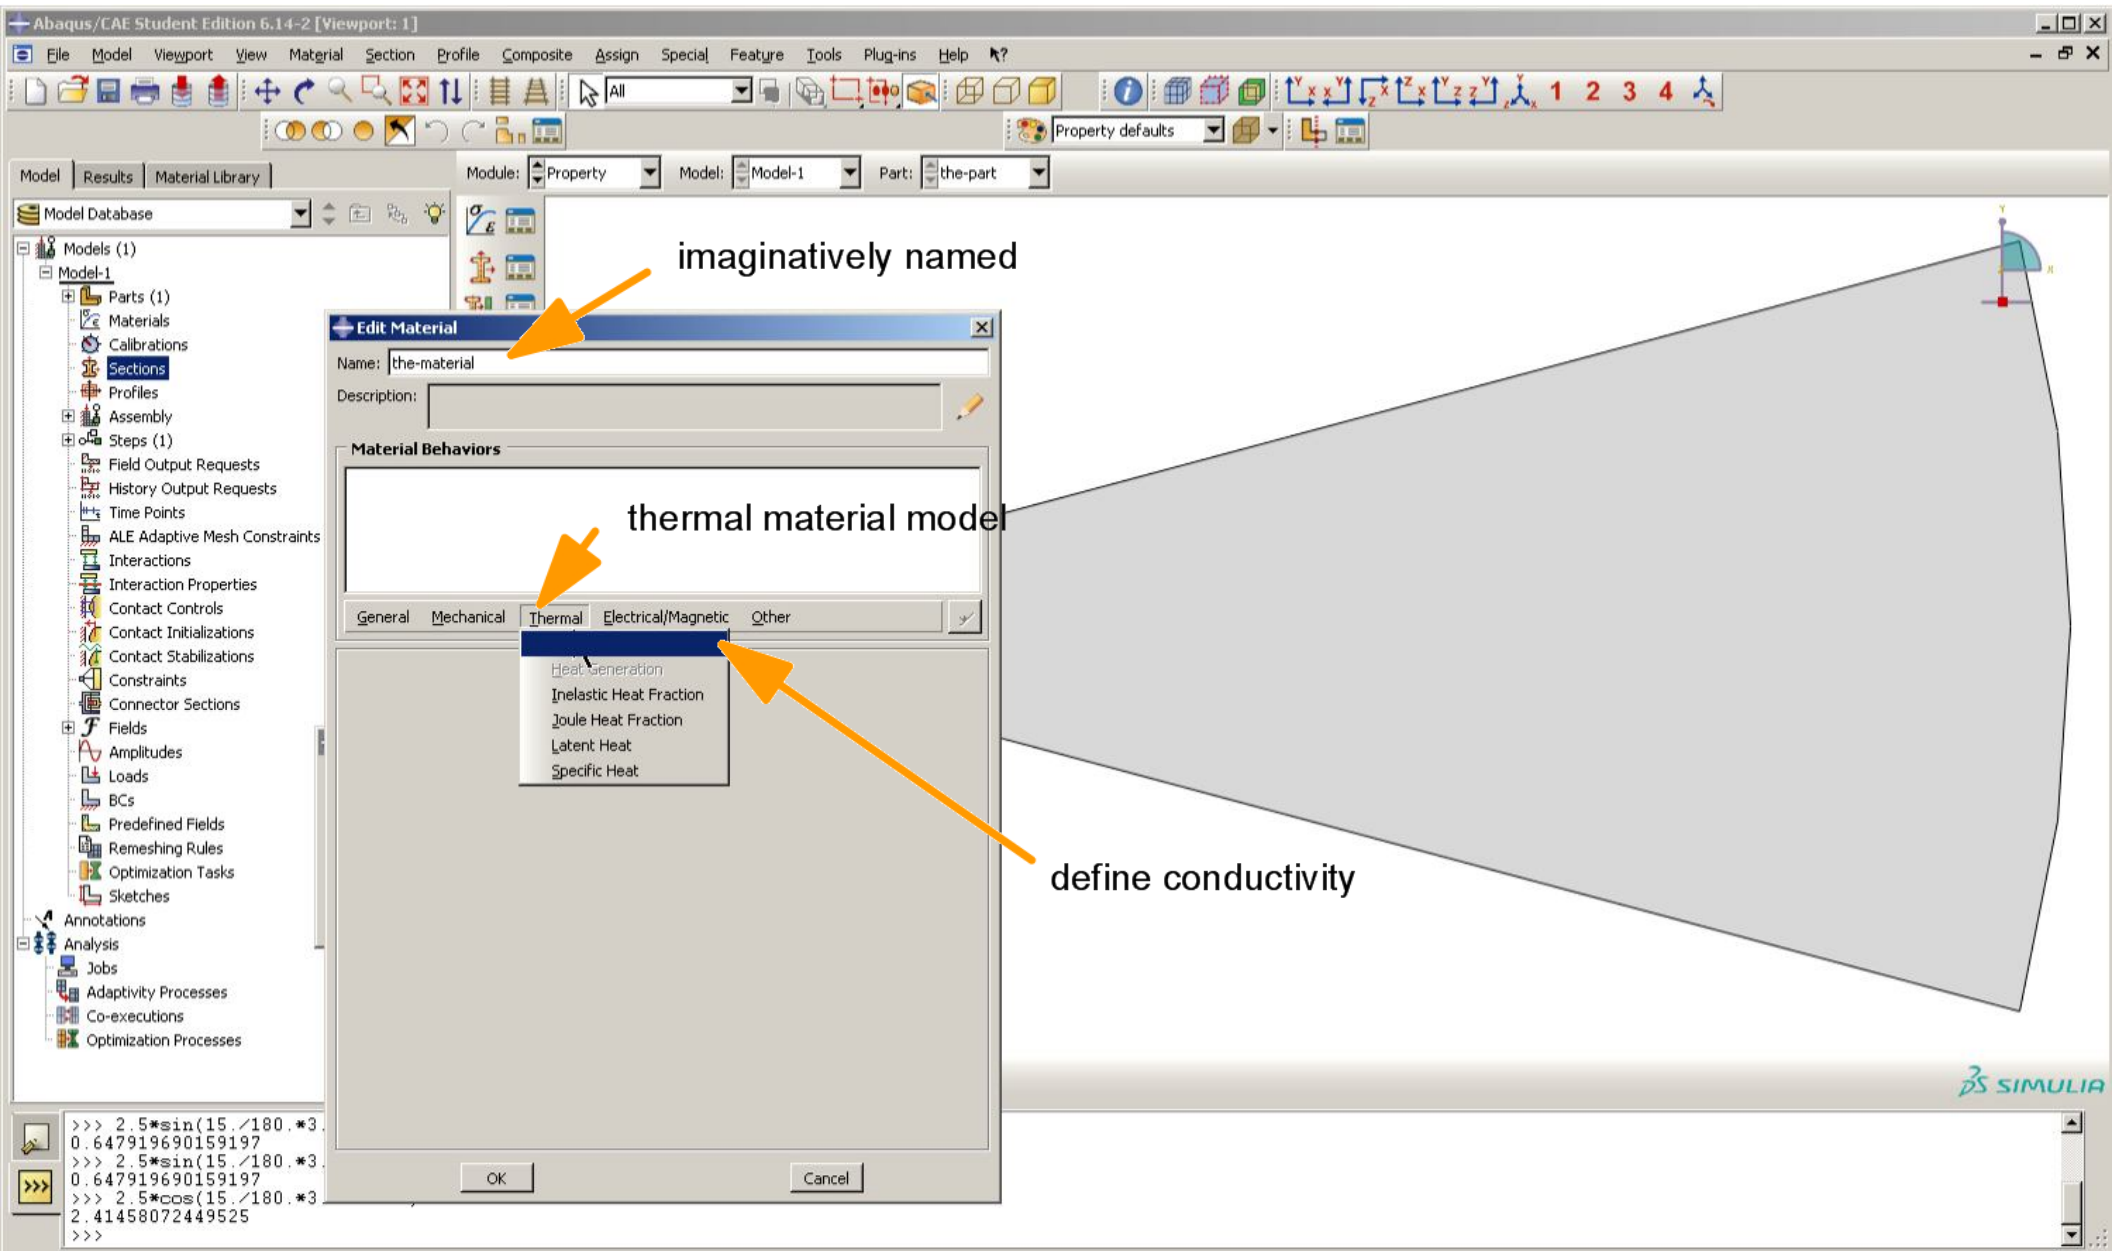 Abaqus/CAE Student Edition 6.14-2 [Viewport: 1]
File Model Viewport View Material Section Profile Composite Assign Special Feature Tools Plug-ins Help
All
1 2 3 4
Property defaults
Model Results Material Library
Module: Property Model: Model-1 Part: the-part
Model Database
Models (1)
Model-1
Parts (1)
Materials
Calibrations
Sections
Profiles
Assembly
Steps (1)
Field Output Requests
History Output Requests
Time Points
ALE Adaptive Mesh Constraints
Interactions
Interaction Properties
Contact Controls
Contact Initializations
Contact Stabilizations
Constraints
Connector Sections
Fields
Amplitudes
Loads
BCs
Predefined Fields
Remeshing Rules
Optimization Tasks
Sketches
Annotations
Analysis
Jobs
Adaptivity Processes
Co-executions
Optimization Processes
imaginatively named
Edit Material
Name: the-material
Description:
Material Behaviors
thermal material model
General Mechanical Thermal Electrical/Magnetic Other
Heat Generation
Inelastic Heat Fraction
Joule Heat Fraction
Latent Heat
Specific Heat
define conductivity
OK Cancel
SIMULIA
>>> 2.5*sin(15./180.*3.
0.647919690159197
>>> 2.5*sin(15./180.*3.
0.647919690159197
>>> 2.5*cos(15./180.*3
2.41458072449525
>>>